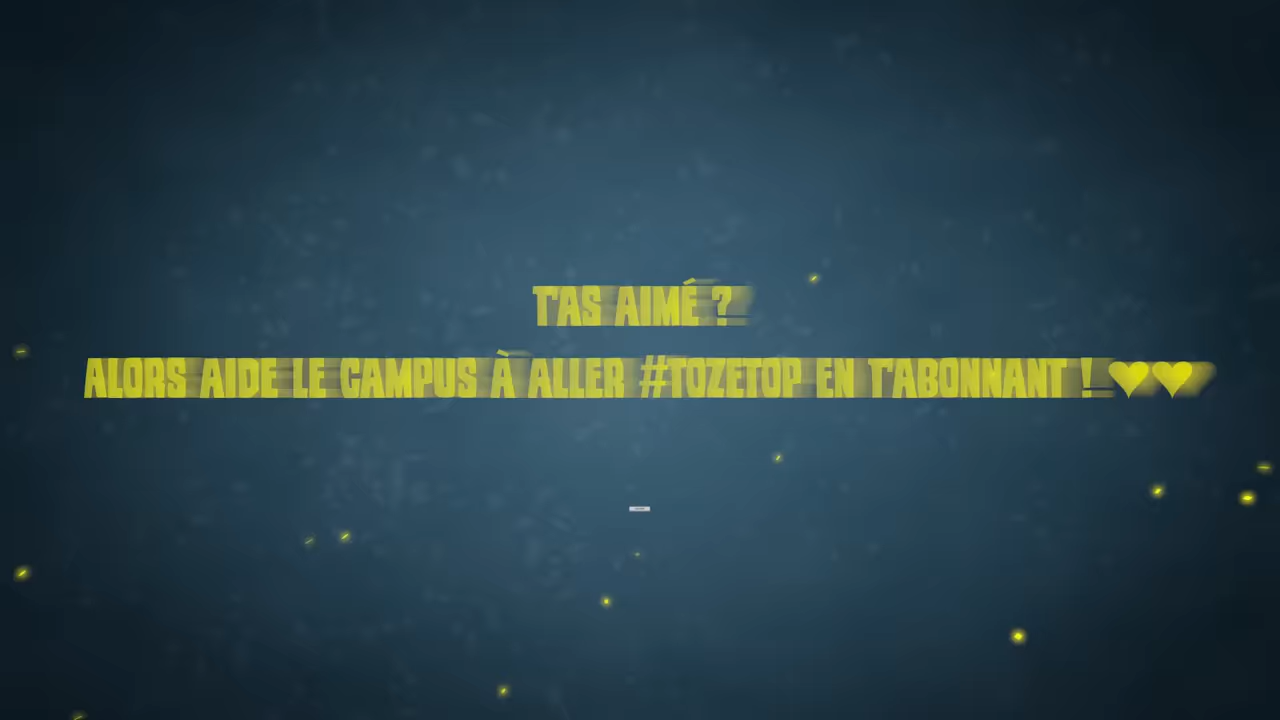 T'AS AIMÉ ?
ALORS AIDE LE CAMPUS À ALLER #TOZETOP EN T'ABONNANT ! ♥♥